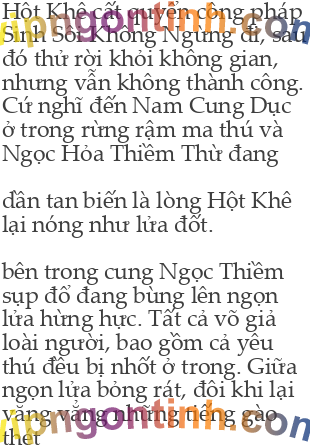 Hột Khê cất quyển công pháp
Sinh Sôi Không Ngừng đi, sau
đó thử rời khỏi không gian,
nhưng vẫn không thành công.
Cứ nghĩ đến Nam Cung Dục
ở trong rừng rậm ma thú và
Ngọc Hỏa Thiềm Thừ đang
dần tan biến là lòng Hột Khê
lại nóng như lửa đốt.
bên trong cung Ngọc Thiềm
sụp đổ đang bùng lên ngọn
lửa hừng hực. Tất cả võ giả
loài người, bao gồm cả yêu
thú đều bị nhốt ở trong. Giữa
ngọn lửa bỏng rát, đôi khi lại
văng vẳng những tiếng gào
thét
vipngontinh.com
vipngontinh.com